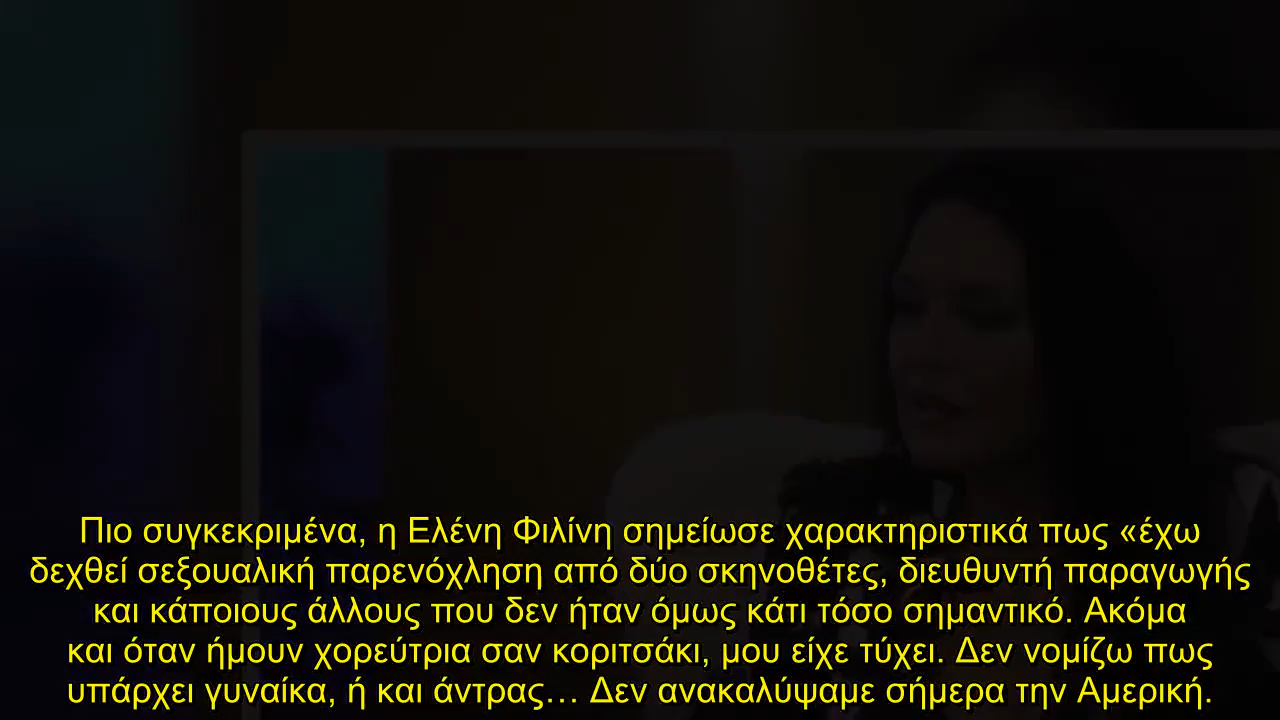 Πιο συγκεκριμένα, η Ελένη Φιλίνη σημείωσε χαρακτηριστικά πως «έχω
δεχθεί σεξουαλική παρενόχληση από δύο σκηνοθέτες, διευθυντή παραγωγής
και κάποιους άλλους που δεν ήταν όμως κάτι τόσο σημαντικό. Ακόμα
και όταν ήμουν χορεύτρια σαν κοριτσάκι, μου είχε τύχει. Δεν νομίζω πως
υπάρχει γυναίκα, ή και άντρας… Δεν ανακαλύψαμε σήμερα την Αμερική.